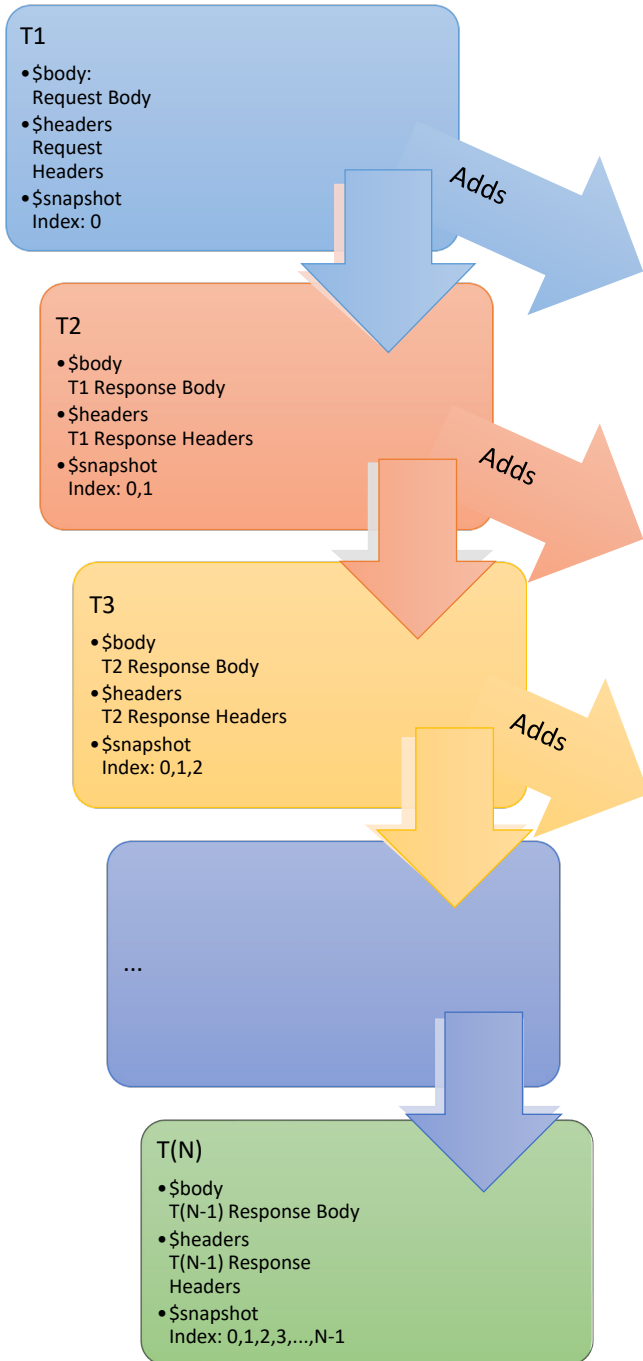 T1
•$body:
Request Body
•$headers
Request
Headers
•$snapshot
Index: 0
Adds
T2
•$body
T1 Response Body
•$headers
T1 Response Headers
•$snapshot
Index: 0,1
Adds
T3
•$body
T2 Response Body
•$headers
T2 Response Headers
•$snapshot
Index: 0,1,2
Adds
...
T(N)
•$body
T(N-1) Response Body
•$headers
T(N-1) Response
Headers
•$snapshot
Index: 0,1,2,3,...,N-1